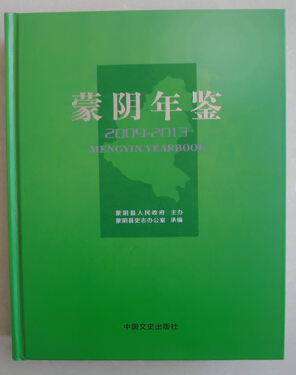 蒙阴年鉴
2009-2013
MENGYIN YEARBOOK
蒙阴县人民政府 主办
蒙阴县史志办公室 承编
中国文史出版社